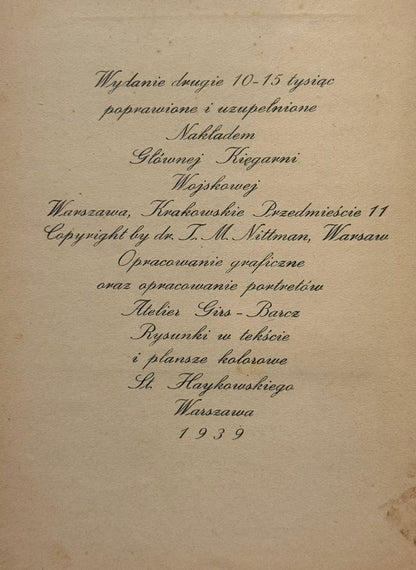 Wydanie drugie 10-15 tysiąc
poprawione i uzupełnione
Nakładem
Głównej Kięgarni
Wojskowej
Warszawa, Krakowskie Przedmieście 11
Copyright by dr. T. M. Nittman, Warsaw
Opracowanie graficzne
oraz opracowanie portretów
Atelier Girs - Barcz
Rysunki w tekście
i plansze kolorowe
St. Haykowskiego
Warszawa
1939